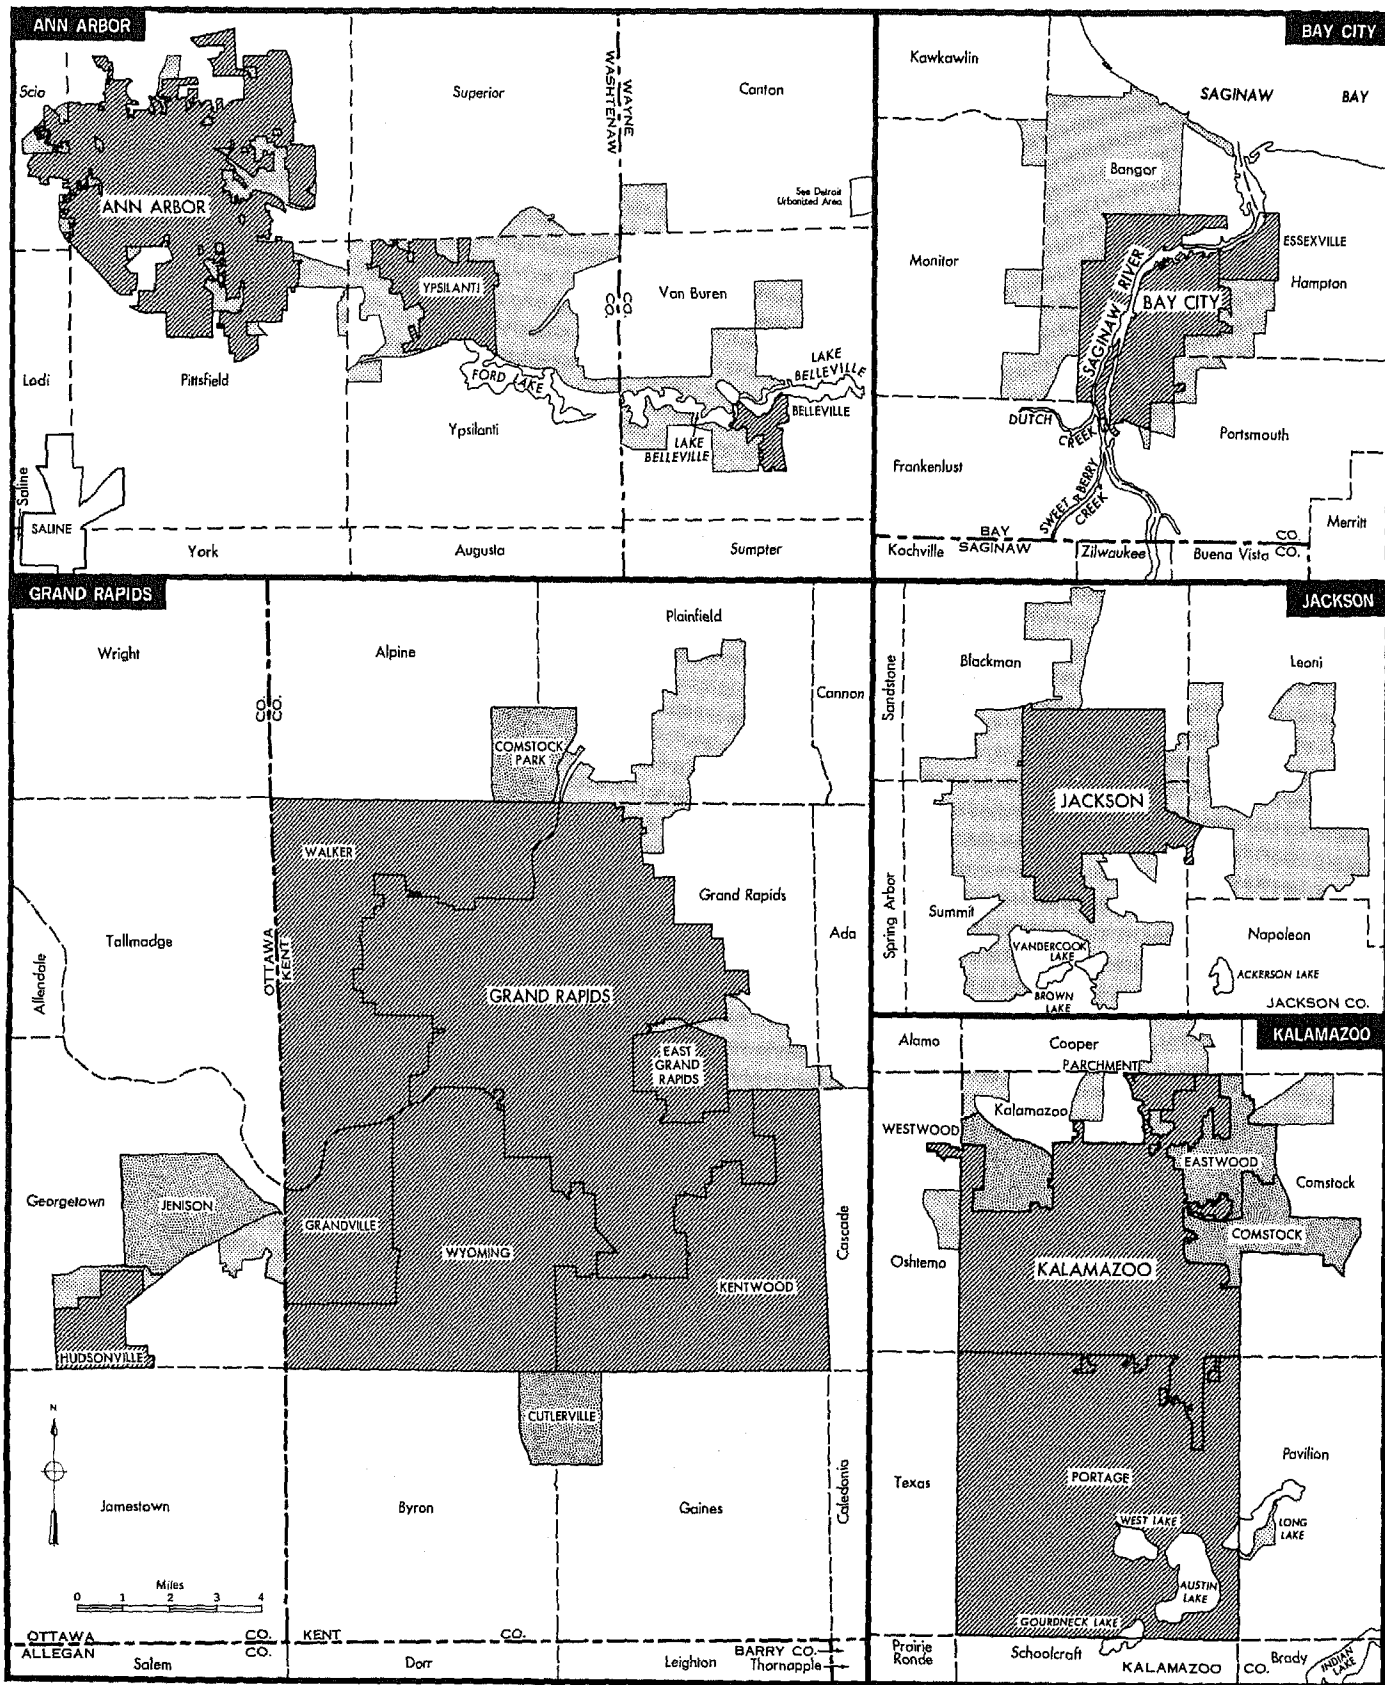 ANN ARBOR
Scio
Superior
WAYNE
WASHTENAW
Canton
See Detroit
Urbanized Area
ANN ARBOR
YPSILANTI
CO.
CO.
Van Buren
Lodi
Pittsfield
FORD LAKE
LAKE
BELLEVILLE
BELLEVILLE
Ypsilanti
LAKE
BELLEVILLE
Saline
SALINE
York
Augusta
Sumpter
BAY CITY
Kawkawlin
SAGINAW BAY
Bangor
ESSEXVILLE
Monitor
SAGINAW RIVER
Hampton
BAY CITY
DUTCH
CREEK
Portsmouth
Frankenlust
SWEET
BERRY
CREEK
Merritt
BAY CO.
Kochville SAGINAW Zilwaukee Buena Vista CO.
GRAND RAPIDS
Wright
Alpine
Plainfield
CO.
CO.
Cannon
COMSTOCK
PARK
WALKER
Grand Rapids
Tallmadge
Allendale
OTTAWA
KENT
Ada
GRAND RAPIDS
EAST
GRAND
RAPIDS
Georgetown
JENISON
GRANDVILLE
WYOMING
KENTWOOD
Cascade
HUDSONVILLE
CUTLERVILLE
N
Jamestown
Byron
Gaines
Caledonia
Miles
0 1 2 3 4
OTTAWA CO. KENT CO.
ALLEGAN CO. BARRY CO.
Salem
Dorr
Leighton
Thornapple
JACKSON
Sandstone
Blackman
Leoni
JACKSON
Spring Arbor
Summit
VANDERCOOK
LAKE
BROWN
LAKE
Napoleon
ACKERSON LAKE
JACKSON CO.
KALAMAZOO
Alamo
Cooper
PARCHMENT
Kalamazoo
WESTWOOD
EASTWOOD
Comstock
COMSTOCK
Oshtemo
KALAMAZOO
Texas
PORTAGE
Pavilion
WEST LAKE
LONG
LAKE
AUSTIN
LAKE
GOURDNECK LAKE
Prairie
Ronde
Schoolcraft
KALAMAZOO CO.
Brady
INDIAN
LAKE